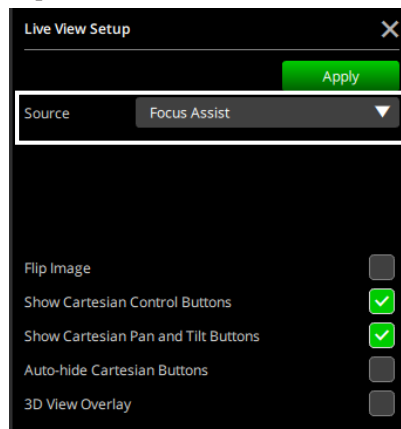 Live View Setup
Apply
Source Focus Assist
Flip Image
Show Cartesian Control Buttons
Show Cartesian Pan and Tilt Buttons
Auto-hide Cartesian Buttons
3D View Overlay